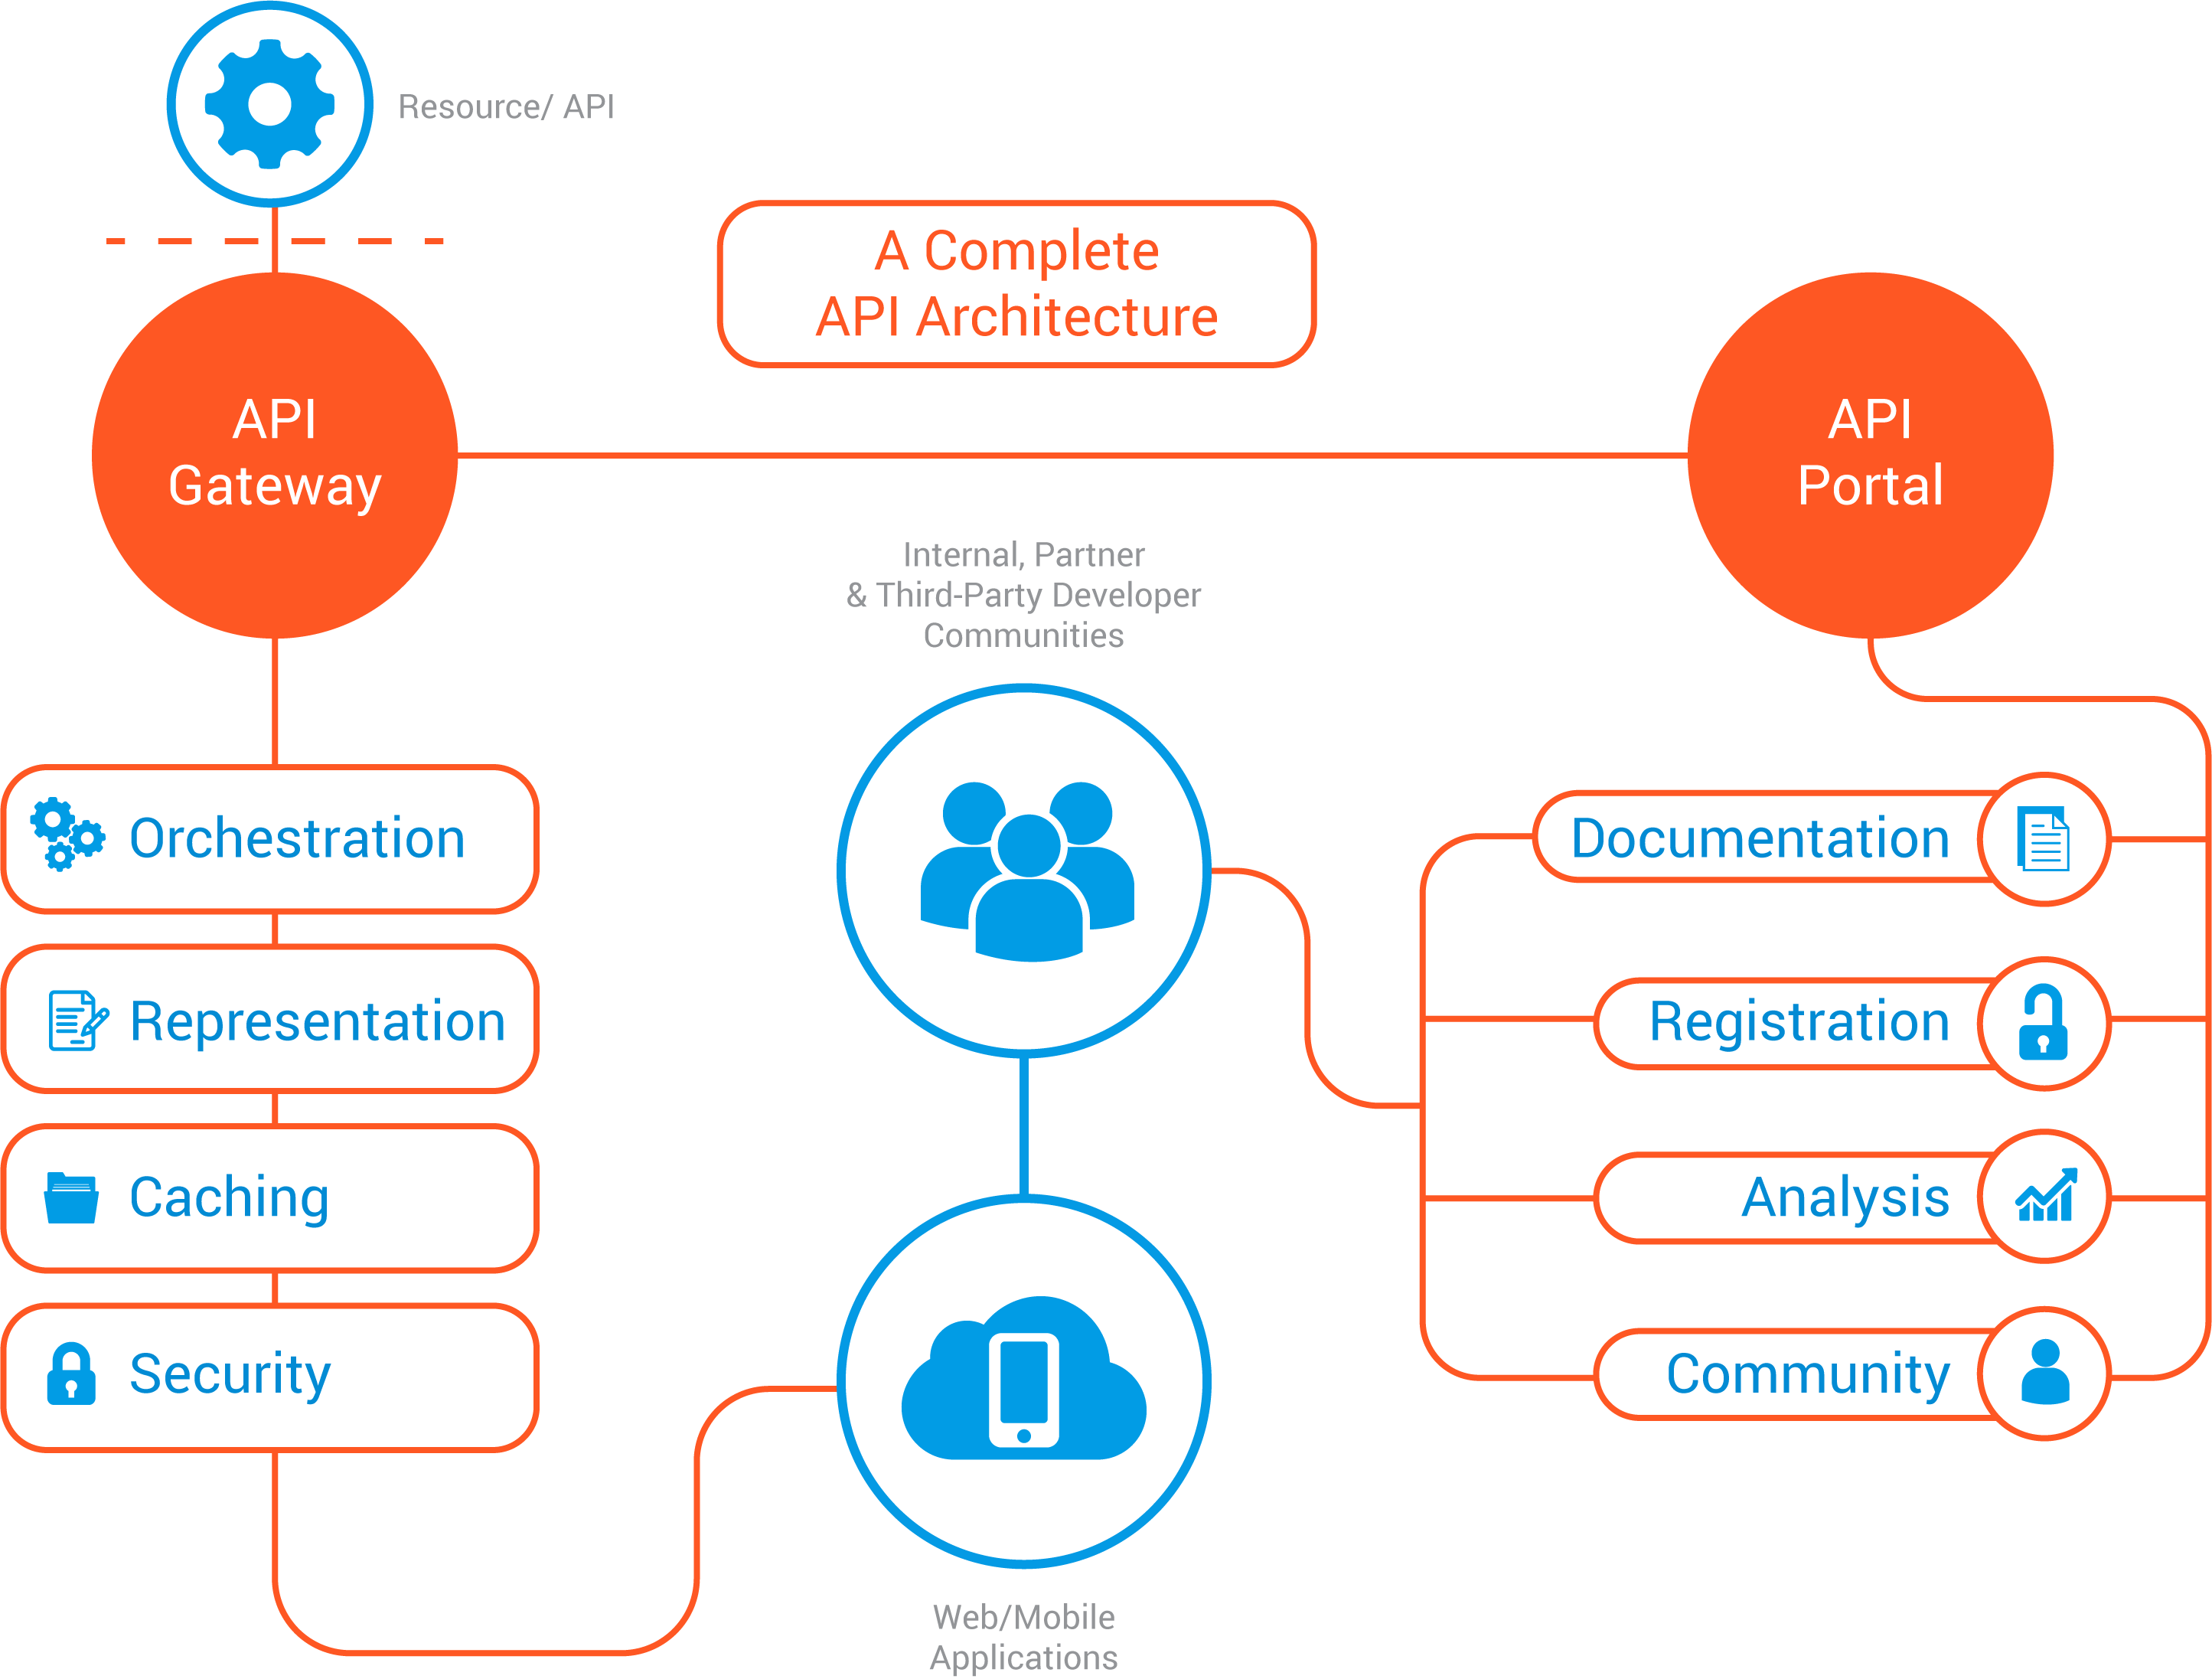 Resource/ API
A Complete
API Architecture
API
Gateway
API
Portal
Internal, Partner
& Third-Party Developer
Communities
Orchestration
Representation
Caching
Security
Documentation
Registration
Analysis
Community
Web/Mobile
Applications